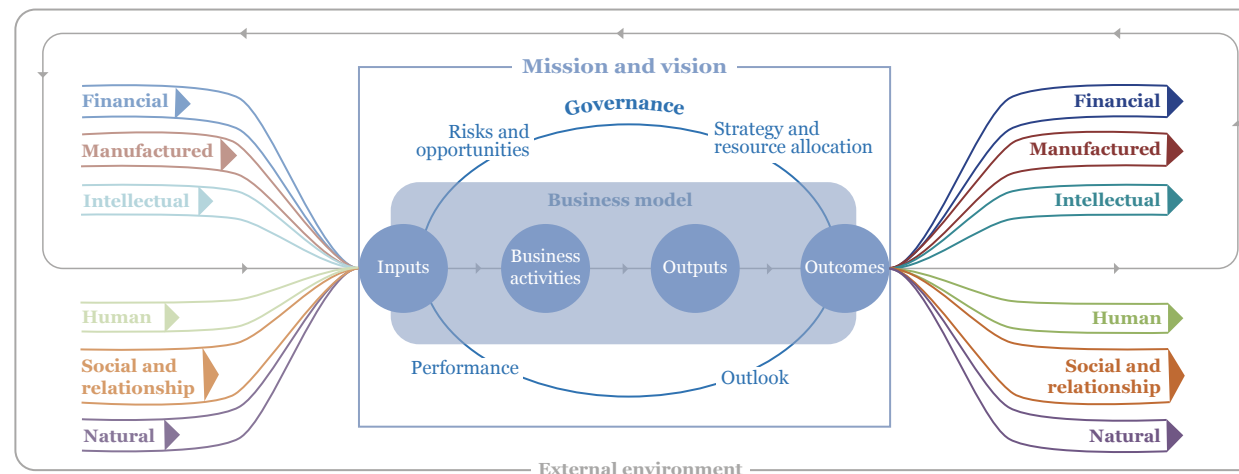 Mission and vision
Governance
Financial
Manufactured
Intellectual
Human
Social and
relationship
Natural
Risks and
opportunities
Strategy and
resource allocation
Business model
Inputs
Business
activities
Outputs
Outcomes
Performance
Outlook
Financial
Manufactured
Intellectual
Human
Social and
relationship
Natural
External environment